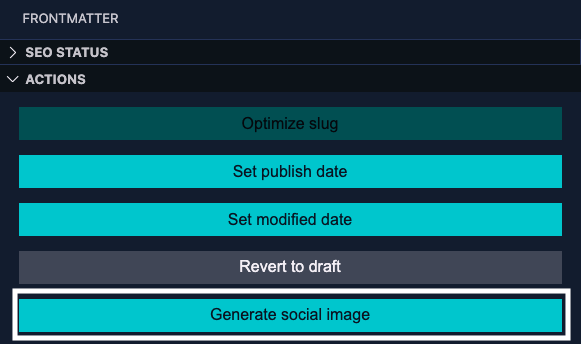 FRONTMATTER
SEO STATUS
ACTIONS
Optimize slug
Set publish date
Set modified date
Revert to draft
Generate social image